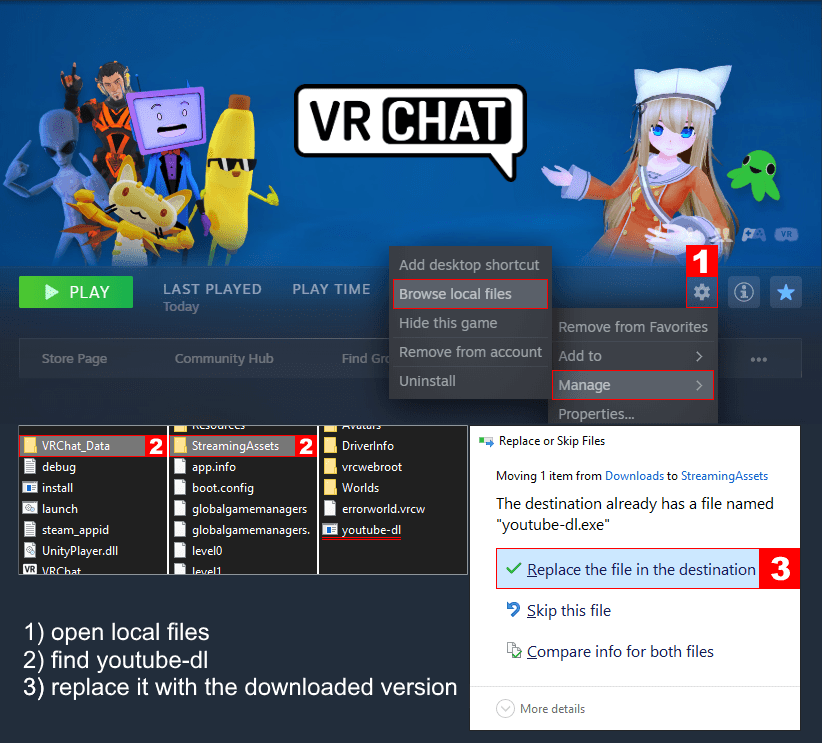 VRCHAT
VR
1
PLAY
LAST PLAYED
Today
PLAY TIME
Add desktop shortcut
Browse local files
Hide this game
Remove from account
Uninstall
Remove from Favorites
Add to
Manage
Properties...
Store Page
Community Hub
Find Gro
VRChat_Data 2
debug
install
launch
steam_appid
UnityPlayer.dll
VR VRChat
Resources
StreamingAssets 2
app.info
boot.config
globalgamemanagers
globalgamemanagers.
level0
level1
Avatars
DriverInfo
vrcwebroot
Worlds
errorworld.vrcw
youtube-dl
Replace or Skip Files
Moving 1 item from Downloads to StreamingAssets
The destination already has a file named
"youtube-dl.exe"
Replace the file in the destination 3
Skip this file
Compare info for both files
More details
1) open local files
2) find youtube-dl
3) replace it with the downloaded version